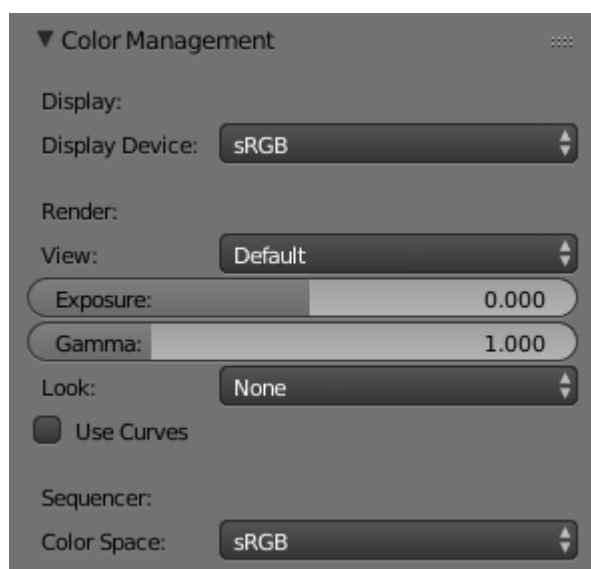 Color Management
Display:
Display Device: sRGB
Render:
View: Default
Exposure: 0.000
Gamma: 1.000
Look: None
Use Curves
Sequencer:
Color Space: sRGB